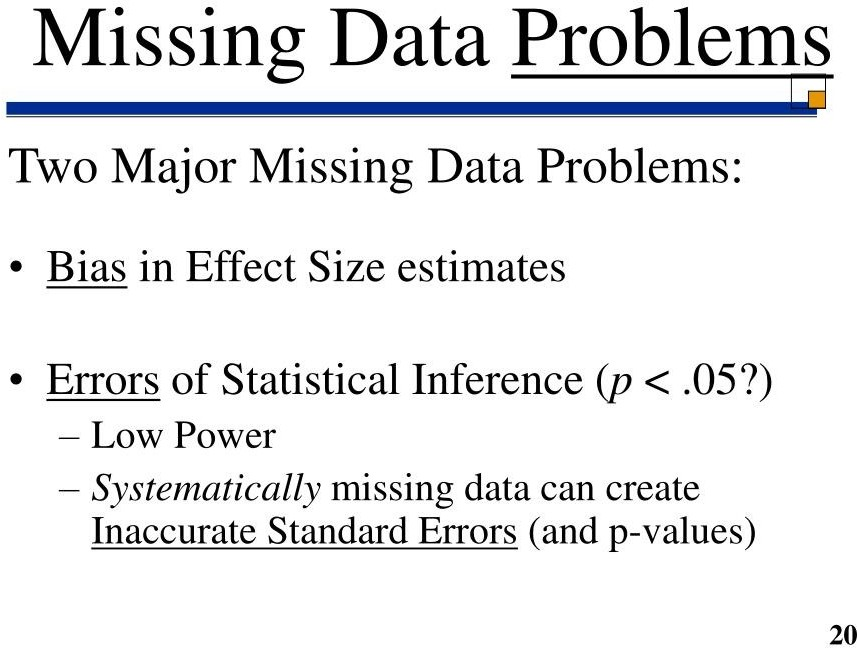 Missing Data Problems
Two Major Missing Data Problems:
• Bias in Effect Size estimates
• Errors of Statistical Inference (p < .05?)
– Low Power
– Systematically missing data can create
Inaccurate Standard Errors (and p-values)
20